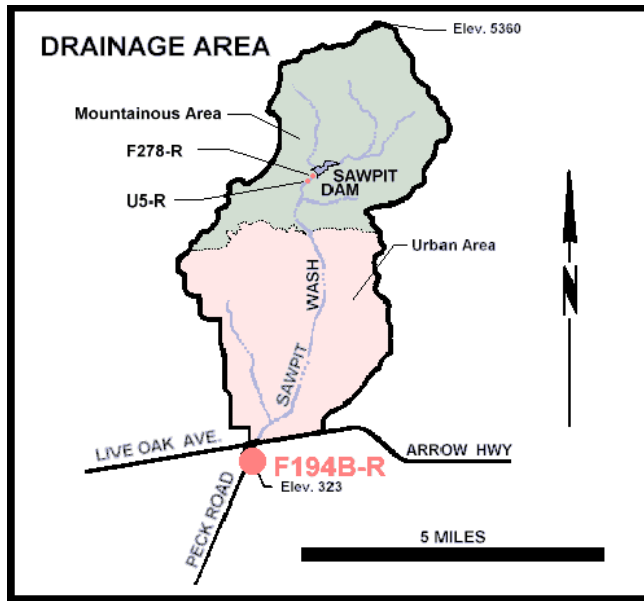 DRAINAGE AREA
Elev. 5360
Mountainous Area
F278-R
SAWPIT
DAM
U5-R
Urban Area
WASH
SAWPIT
N
LIVE OAK AVE.
ARROW HWY
F194B-R
Elev. 323
PECK ROAD
5 MILES